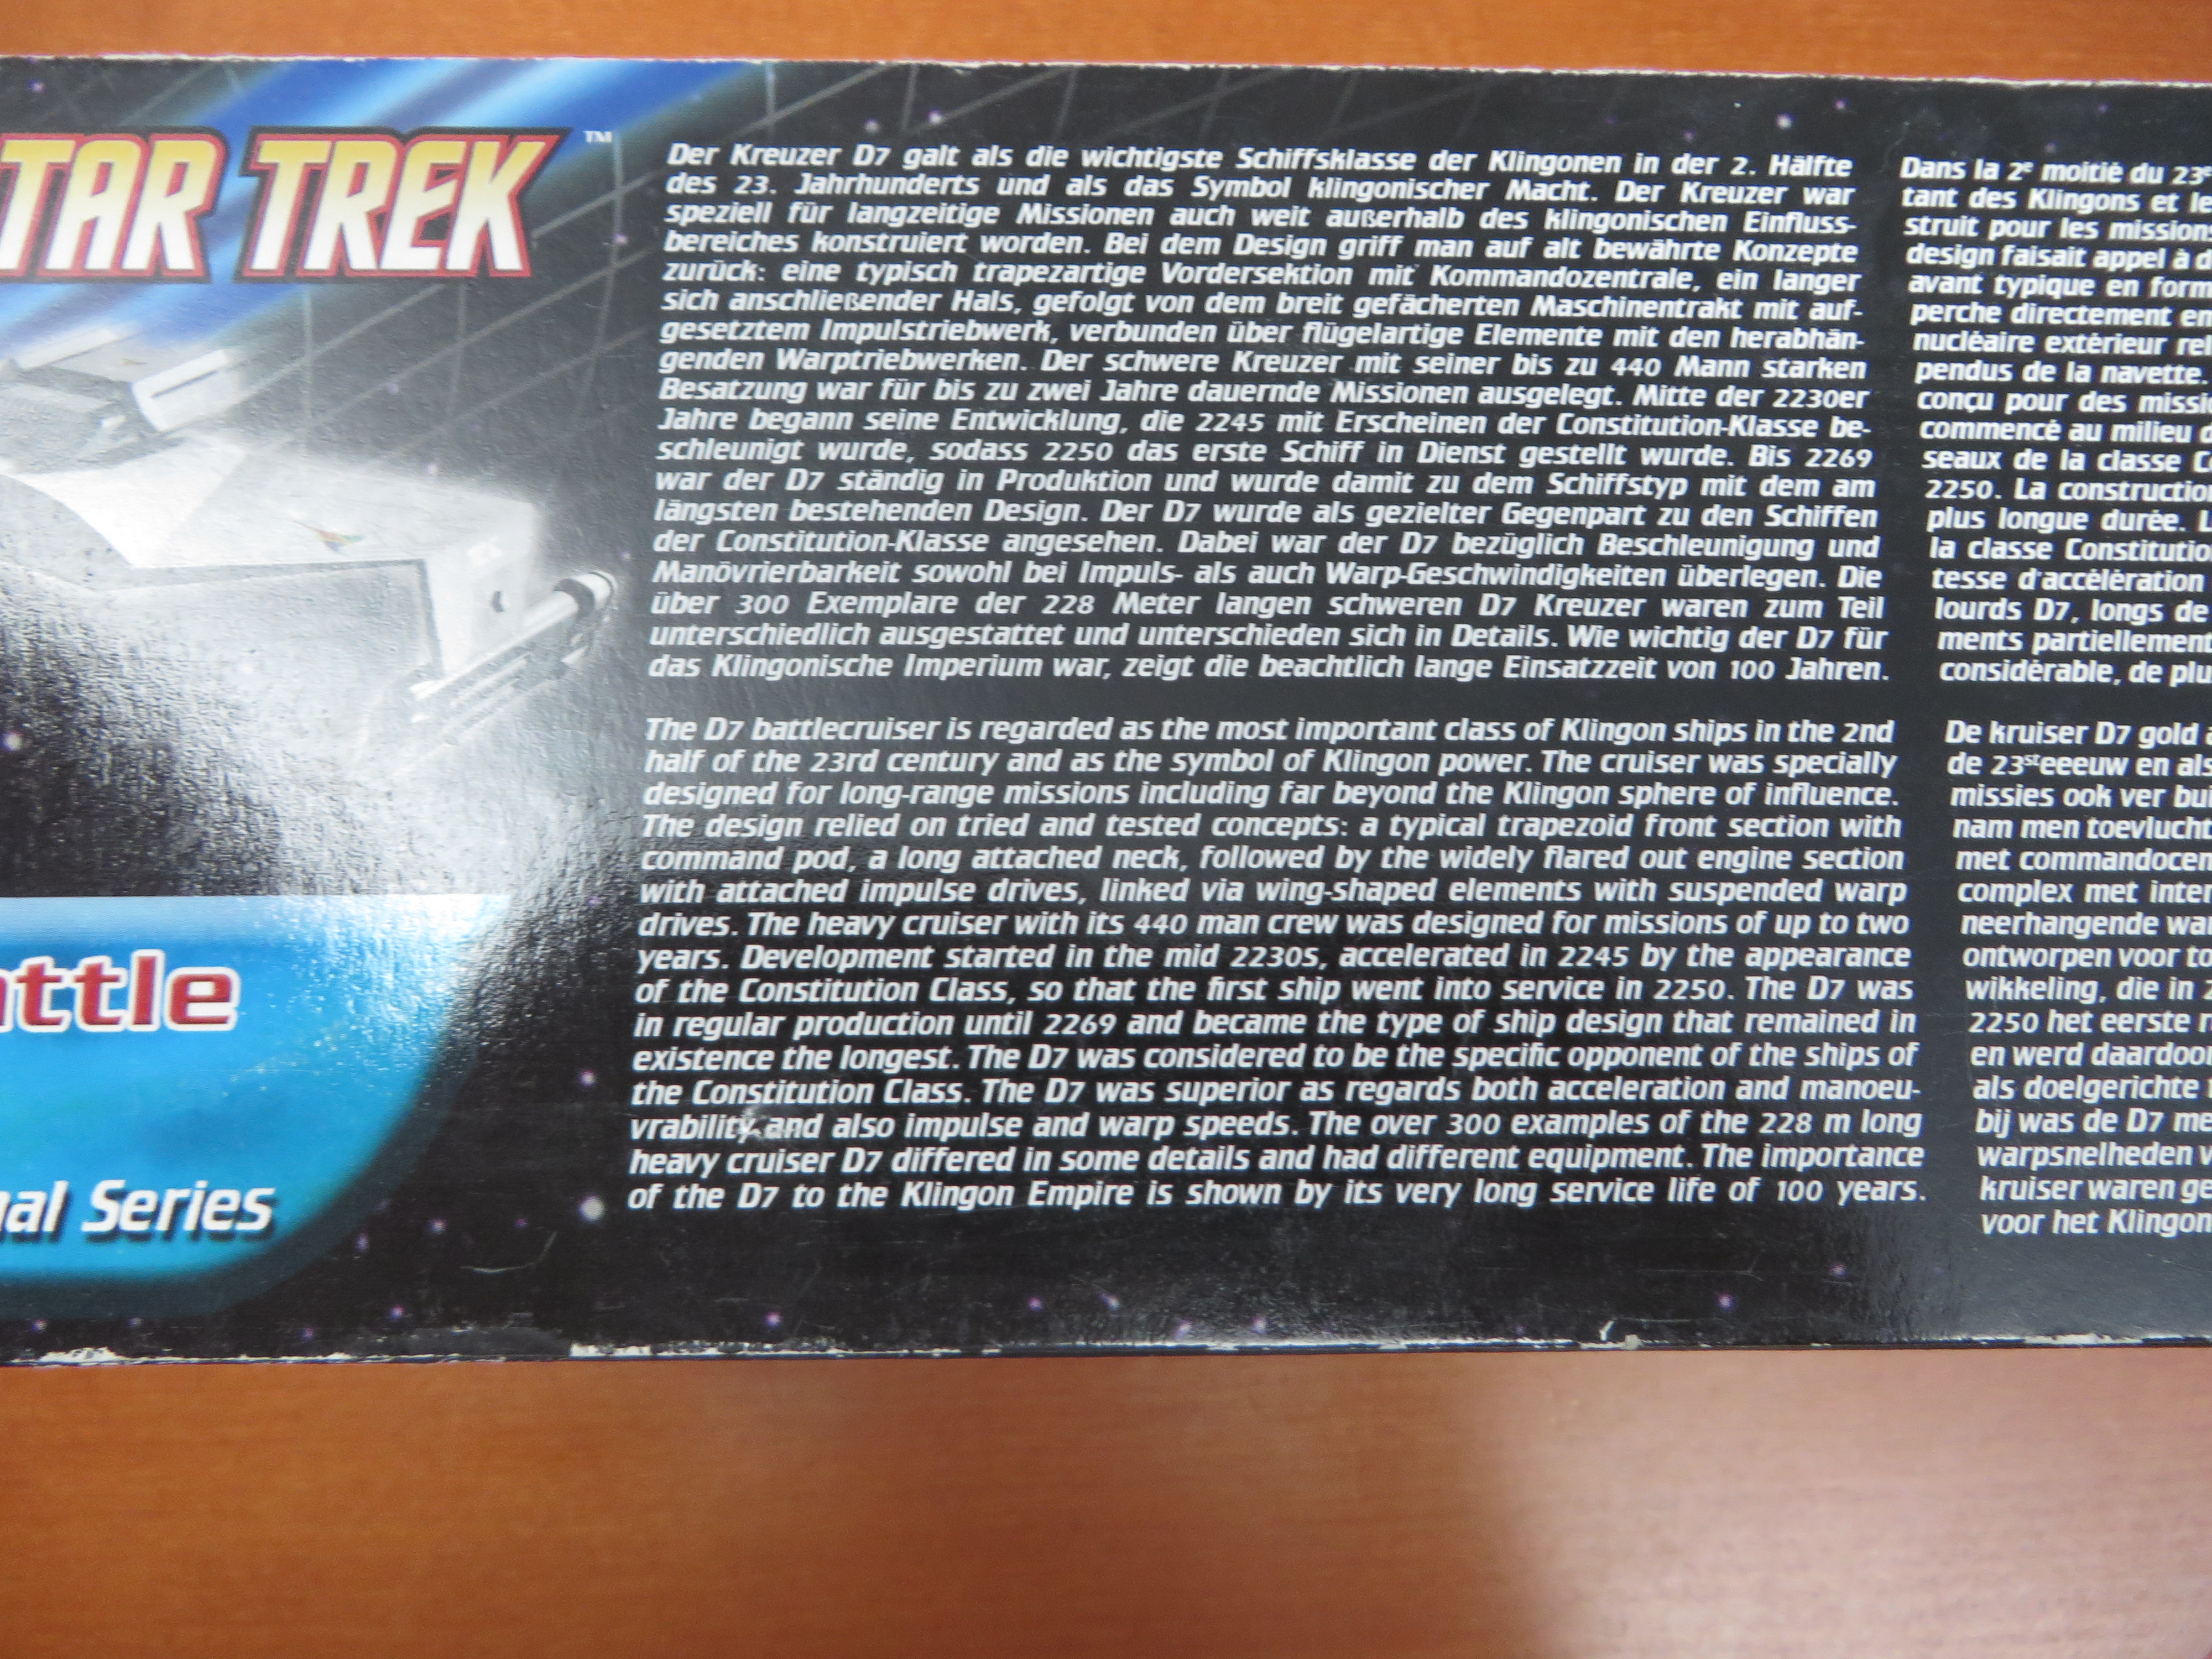 TAR TREK ™
attle
nal Series
Der Kreuzer D7 galt als die wichtigste Schiffsklasse der Klingonen in der 2. Hälfte
des 23. Jahrhunderts und als das Symbol klingonischer Macht. Der Kreuzer war
speziell für langzeitige Missionen auch weit außerhalb des klingonischen Einfluss-
bereiches konstruiert worden. Bei dem Design griff man auf alt bewährte Konzepte
zurück: eine typisch trapezartige Vordersektion mit Kommandozentrale, ein langer
sich anschließender Hals, gefolgt von dem breit gefächerten Maschinentrakt mit auf-
gesetztem Impulstriebwerk, verbunden über flügelartige Elemente mit den herabhän-
genden Warptriebwerken. Der schwere Kreuzer mit seiner bis zu 440 Mann starken
Besatzung war für bis zu zwei Jahre dauernde Missionen ausgelegt. Mitte der 2230er
Jahre begann seine Entwicklung, die 2245 mit Erscheinen der Constitution-Klasse be-
schleunigt wurde, sodass 2250 das erste Schiff in Dienst gestellt wurde. Bis 2269
war der D7 ständig in Produktion und wurde damit zu dem Schiffstyp mit dem am
längsten bestehenden Design. Der D7 wurde als gezielter Gegenpart zu den Schiffen
der Constitution-Klasse angesehen. Dabei war der D7 bezüglich Beschleunigung und
Manövrierbarkeit sowohl bei Impuls- als auch Warp-Geschwindigkeiten überlegen. Die
über 300 Exemplare der 228 Meter langen schweren D7 Kreuzer waren zum Teil
unterschiedlich ausgestattet und unterschieden sich in Details. Wie wichtig der D7 für
das Klingonische Imperium war, zeigt die beachtlich lange Einsatzzeit von 100 Jahren.
The D7 battlecruiser is regarded as the most important class of Klingon ships in the 2nd
half of the 23rd century and as the symbol of Klingon power. The cruiser was specially
designed for long-range missions including far beyond the Klingon sphere of influence.
The design relied on tried and tested concepts: a typical trapezoid front section with
command pod, a long attached neck, followed by the widely flared out engine section
with attached impulse drives, linked via wing-shaped elements with suspended warp
drives. The heavy cruiser with its 440 man crew was designed for missions of up to two
years. Development started in the mid 2230s, accelerated in 2245 by the appearance
of the Constitution Class, so that the first ship went into service in 2250. The D7 was
in regular production until 2269 and became the type of ship design that remained in
existence the longest. The D7 was considered to be the specific opponent of the ships of
the Constitution Class. The D7 was superior as regards both acceleration and manoeu-
vrability and also impulse and warp speeds. The over 300 examples of the 228 m long
heavy cruiser D7 differed in some details and had different equipment. The importance
of the D7 to the Klingon Empire is shown by its very long service life of 100 years.
Dans la 2e moitié du 23e
tant des Klingons et le
struit pour les missions
design faisait appel à d
avant typique en form
perche directement em
nucléaire extérieur rel
pendus de la navette.
conçu pour des missi
commencé au milieu d
seaux de la classe C
2250. La constructio
plus longue durée. L
la classe Constitutio
tesse d'accélération
lourds D7, longs de
ments partiellement
considérable, de plu
De kruiser D7 gold a
de 23steeeuw en als
missies ook ver bui
nam men toevlucht
met commandocen
complex met inter
neerhangende wa
ontworpen voor to
wikkeling, die in 2
2250 het eerste
en werd daardoor
als doelgerichte
bij was de D7 me
warpsnelheden v
kruiser waren ge
voor het Klingon